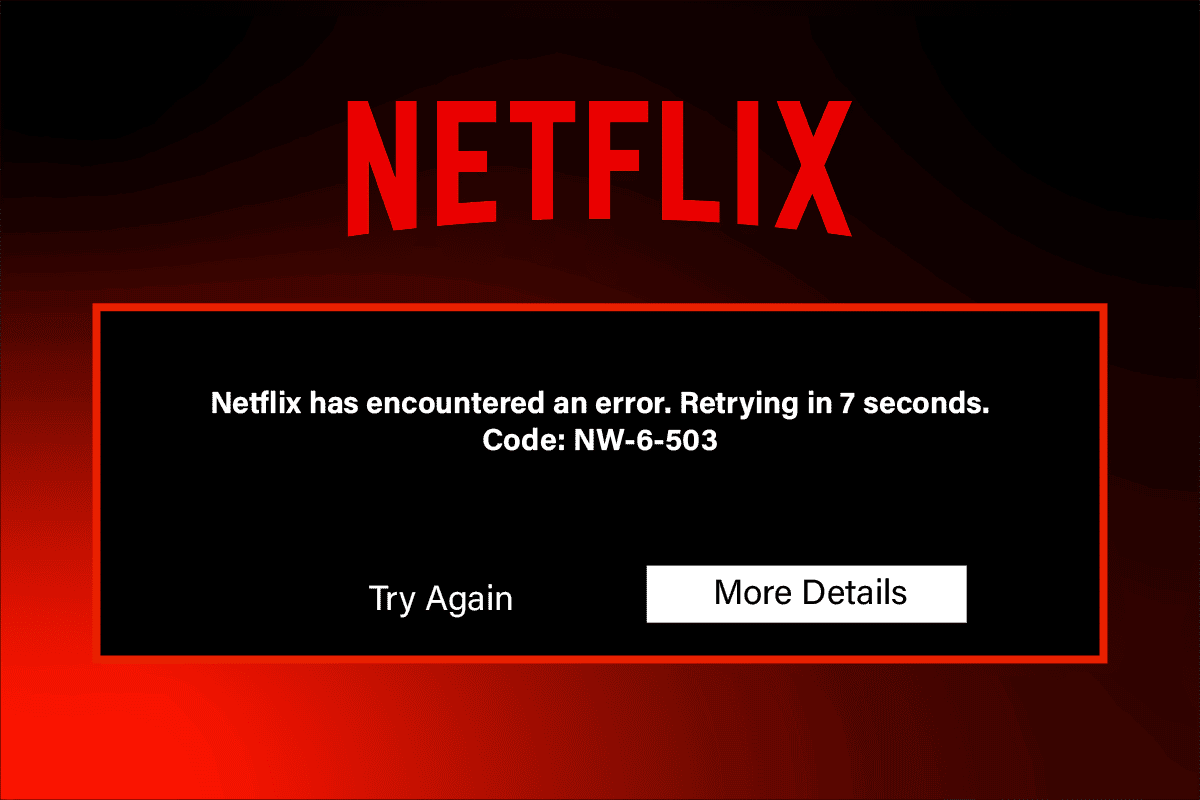 NETFLIX
Netflix has encountered an error. Retrying in 7 seconds.
Code: NW-6-503
Try Again
More Details